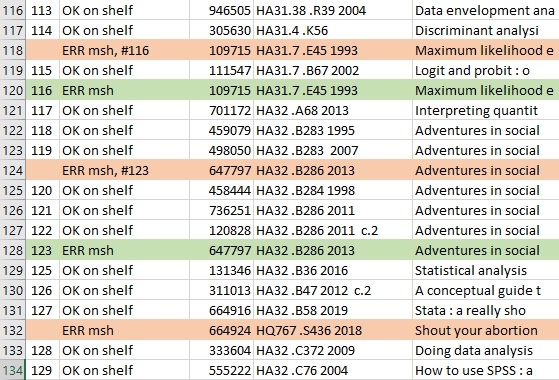 116 113 OK on shelf 946505 HA31.38 .R39 2004 Data envelopment ana
117 114 OK on shelf 305630 HA31.4 .K56 Discriminant analysi
118 ERR msh, #116 109715 HA31.7 .E45 1993 Maximum likelihood e
119 115 OK on shelf 111547 HA31.7 .B67 2002 Logit and probit : o
120 116 ERR msh 109715 HA31.7 .E45 1993 Maximum likelihood e
121 117 OK on shelf 701172 HA32 .A68 2013 Interpreting quantit
122 118 OK on shelf 459079 HA32 .B283 1995 Adventures in social
123 119 OK on shelf 498050 HA32 .B283 2007 Adventures in social
124 ERR msh, #123 647797 HA32 .B286 2013 Adventures in social
125 120 OK on shelf 458444 HA32 .B284 1998 Adventures in social
126 121 OK on shelf 736251 HA32 .B286 2011 Adventures in social
127 122 OK on shelf 120828 HA32 .B286 2011 c.2 Adventures in social
128 123 ERR msh 647797 HA32 .B286 2013 Adventures in social
129 125 OK on shelf 131346 HA32 .B36 2016 Statistical analysis
130 126 OK on shelf 311013 HA32 .B47 2012 c.2 A conceptual guide t
131 127 OK on shelf 664916 HA32 .B58 2019 Stata : a really sho
132 ERR msh 664924 HQ767 .S436 2018 Shout your abortion
133 128 OK on shelf 333604 HA32 .C372 2009 Doing data analysis
134 129 OK on shelf 555222 HA32 .C76 2004 How to use SPSS : a